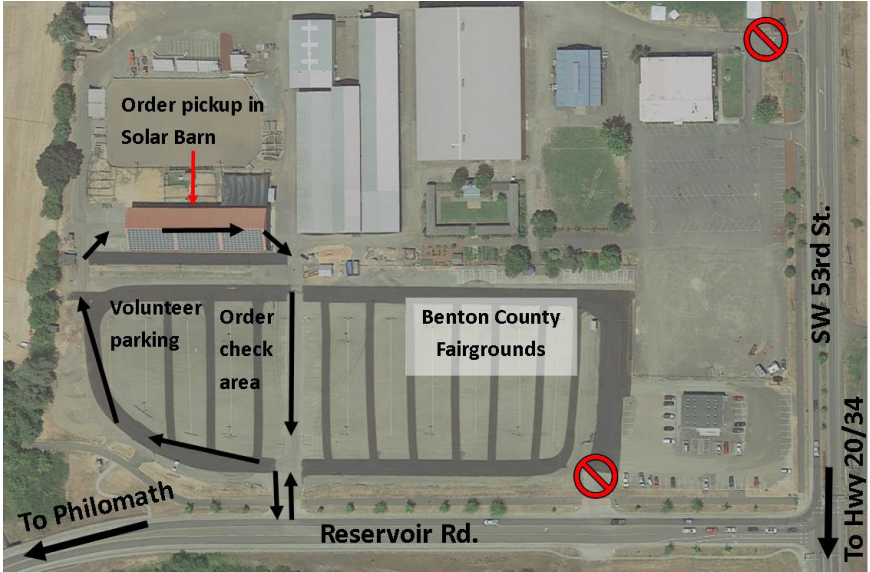 Order pickup in
Solar Barn
Volunteer
parking
Order
check
area
Benton County
Fairgrounds
SW 53rd St.
To Philomath
Reservoir Rd.
To Hwy 20/34